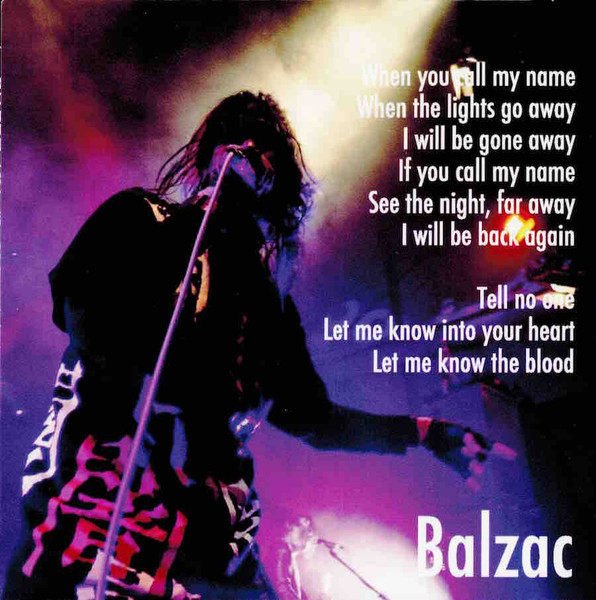 When you call my name
When the lights go away
I will be gone away
If you call my name
See the night, far away
I will be back again
Tell no one
Let me know into your heart
Let me know the blood
Balzac